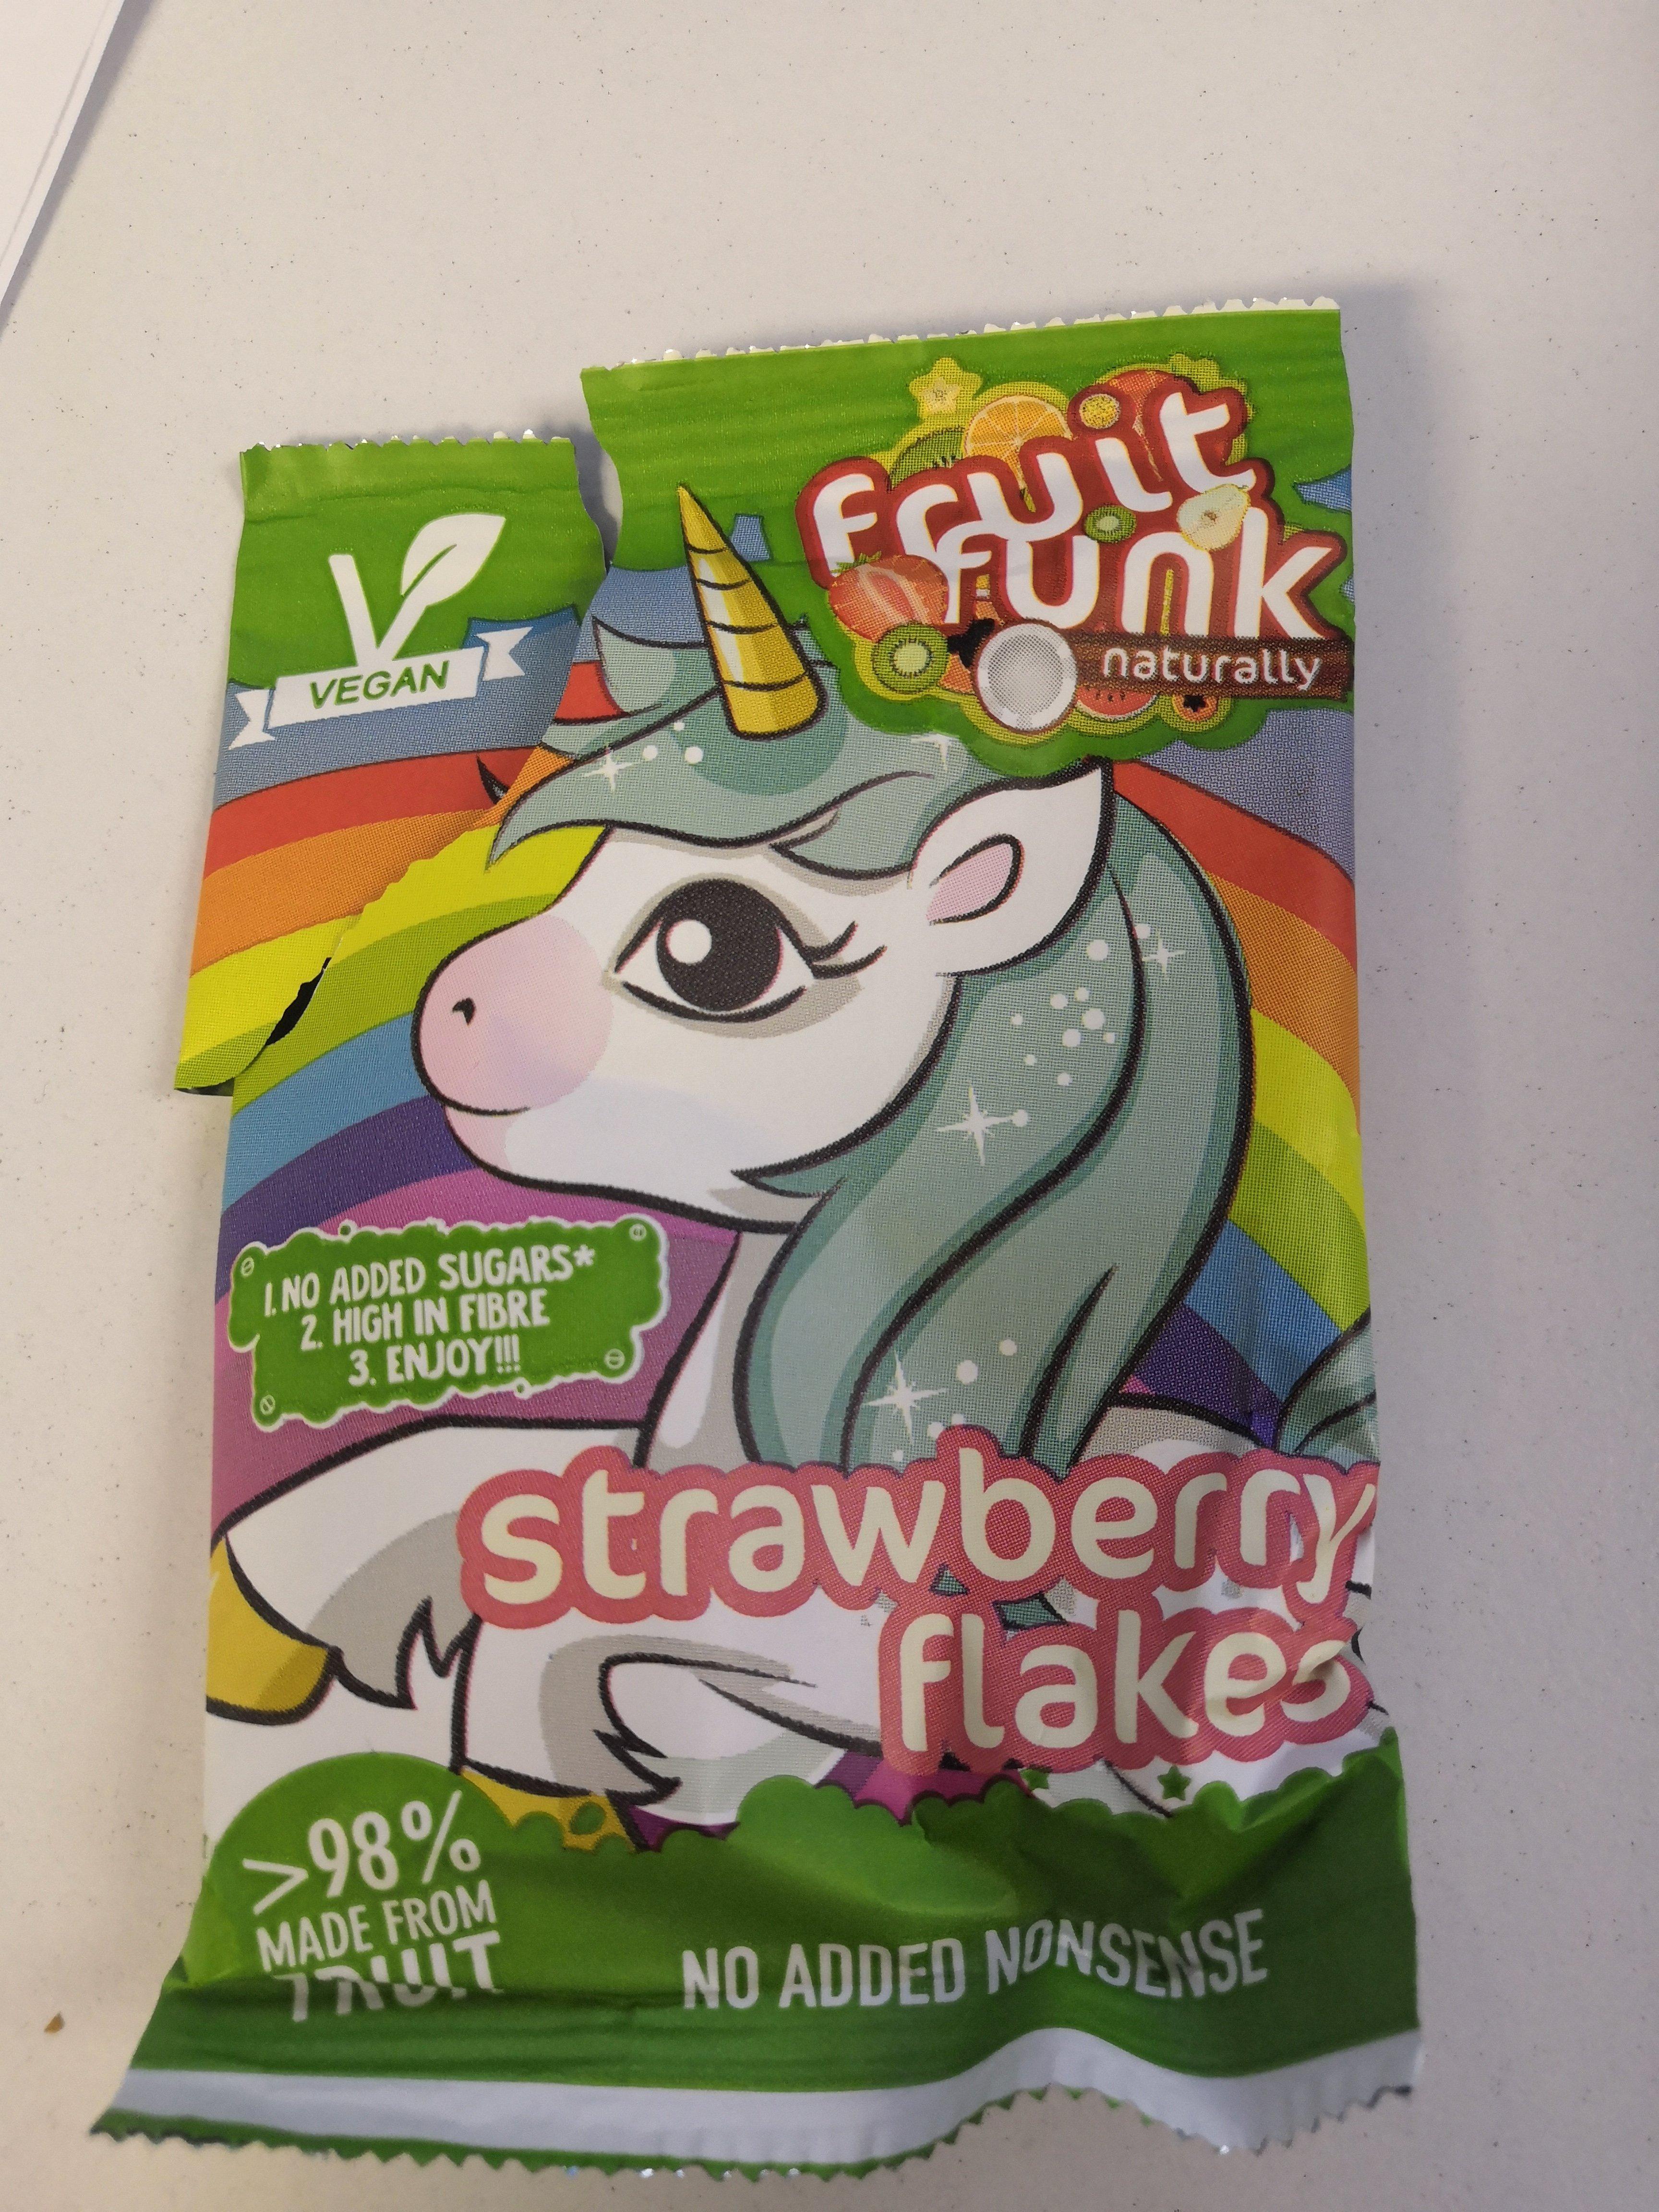 VEGAN
fruit
funk
naturally
1. NO ADDED SUGARS*
2. HIGH IN FIBRE
3. ENJOY!!!
strawberry
flakes
>98%
MADE FROM
FRUIT
NO ADDED NONSENSE